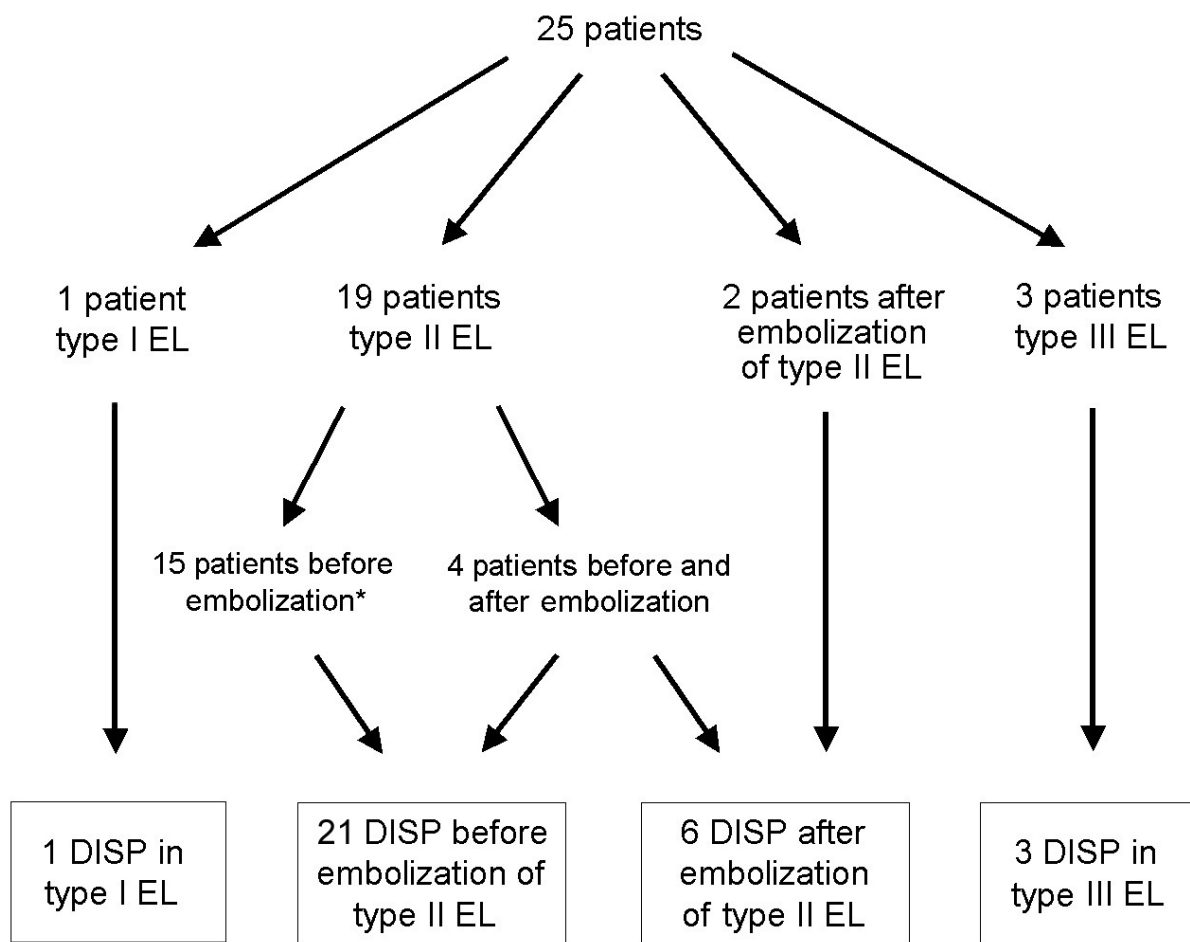 25 patients
1 patient
type I EL
19 patients
type II EL
2 patients after
embolization
of type II EL
3 patients
type III EL
15 patients before
embolization*
4 patients before and
after embolization
1 DISP in
type I EL
21 DISP before
embolization of
type II EL
6 DISP after
embolization
of type II EL
3 DISP in
type III EL